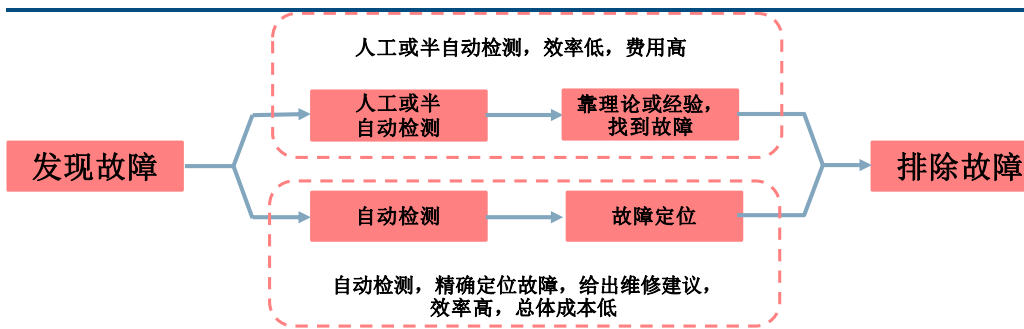 人工或半自动检测，效率低，费用高
人工或半
自动检测
靠理论或经验，
找到故障
发现故障
排除故障
自动检测
故障定位
自动检测，精确定位故障，给出维修建议，
效率高，总体成本低